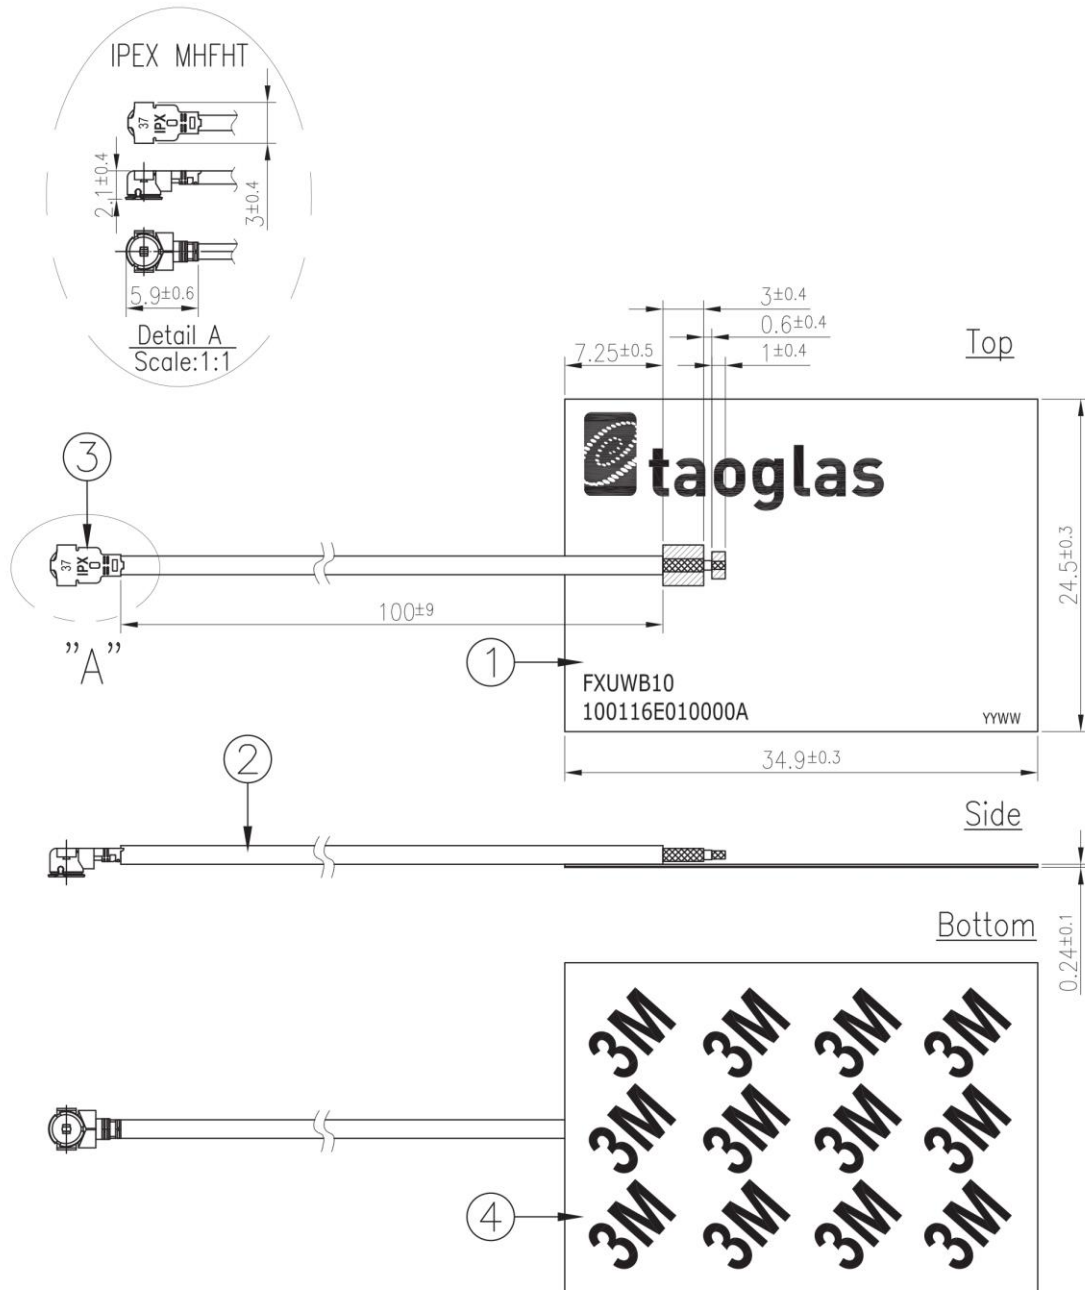 IPEX MHFHT
37
IPX
2.1±0.4
3±0.4
5.9±0.6
Detail A
Scale:1:1
3±0.4
0.6±0.4
7.25±0.5
1±0.4
Top
taoglas
3
37
IPX
100±9
"A"
1
FXUWB10
100116E010000A
YYWW
24.5±0.3
34.9±0.3
2
Side
0.24±0.1
Bottom
3M 3M 3M 3M
3M 3M 3M 3M
4
3M 3M 3M 3M